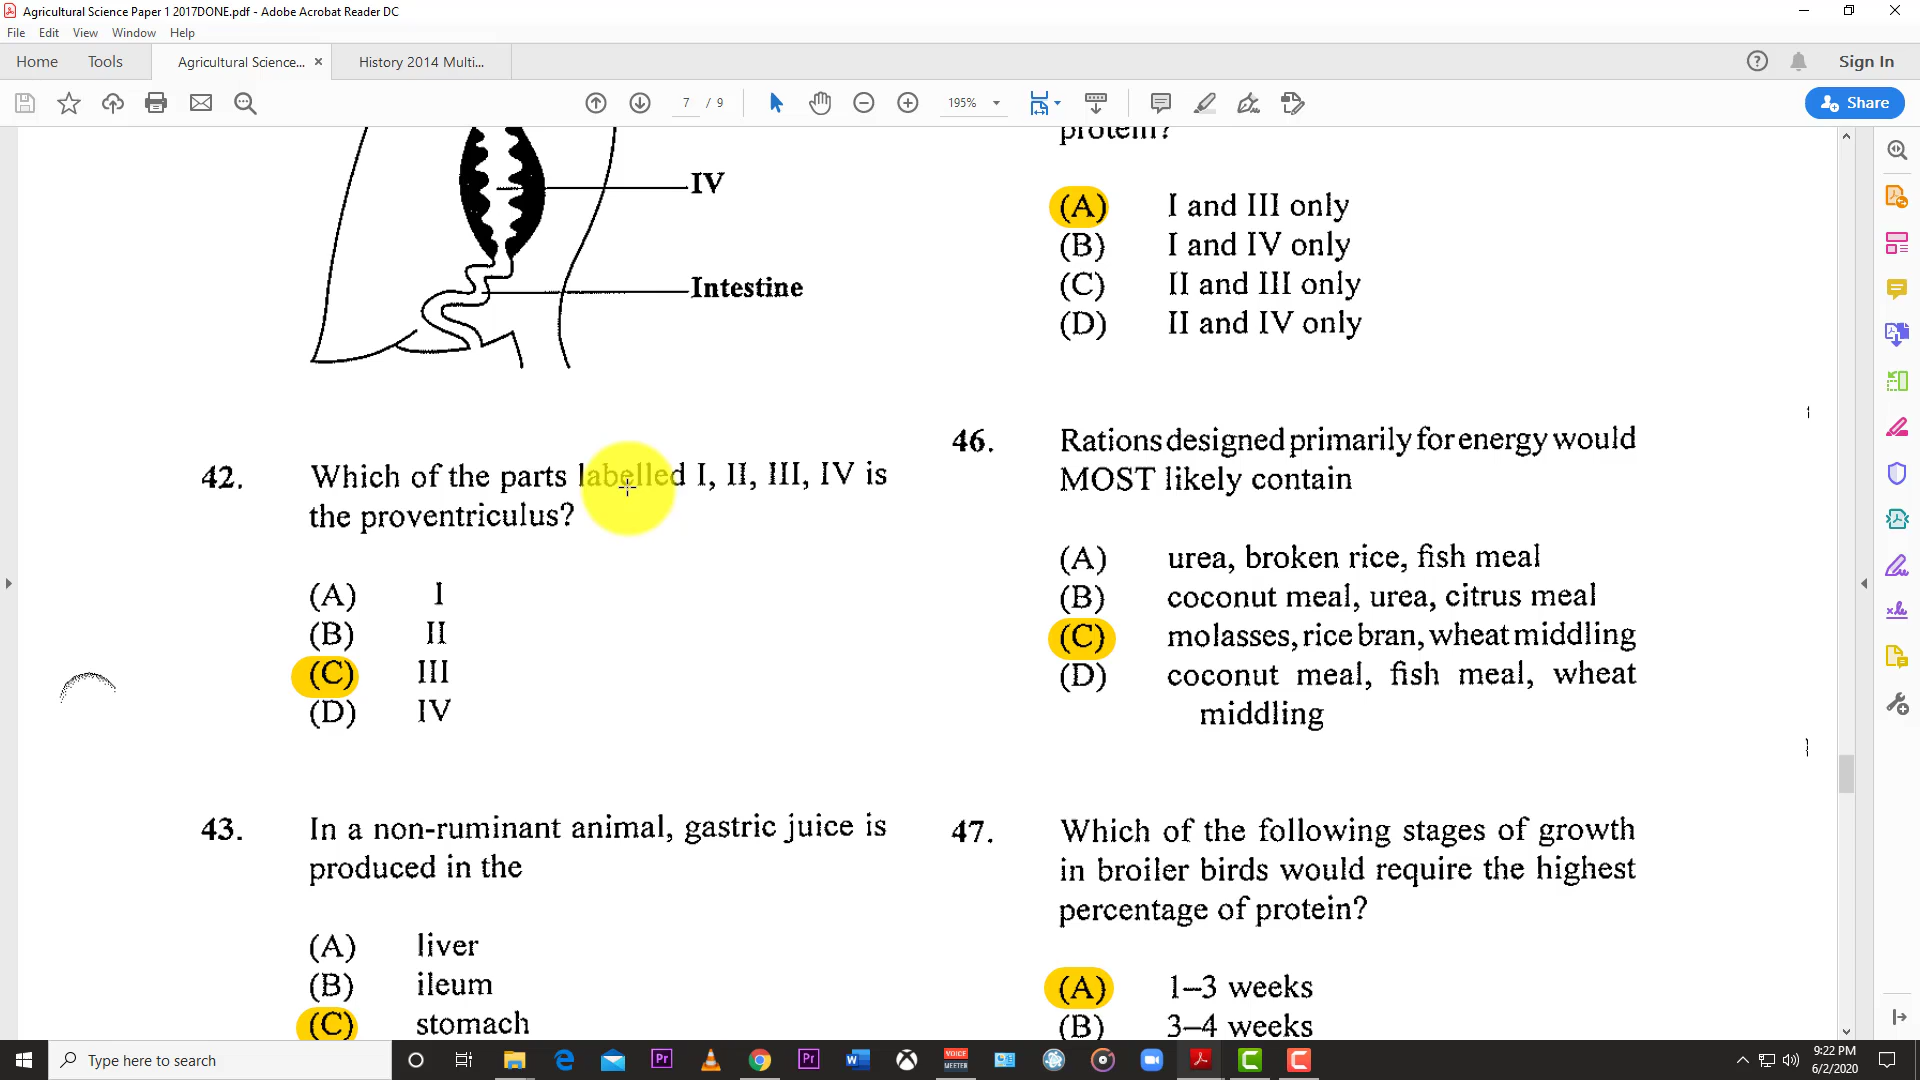 Agricultural Science Paper 1 2017DONE.pdf - Adobe Acrobat Reader DC
File Edit View Window Help
Home Tools Agricultural Science... × History 2014 Multi... Sign In
7 / 9 195% Share
IV
Intestine
42. Which of the parts labelled I, II, III, IV is
the proventriculus?
(A) I
(B) II
(C) III
(D) IV
43. In a non-ruminant animal, gastric juice is
produced in the
(A) liver
(B) ileum
(C) stomach
protein?
(A) I and III only
(B) I and IV only
(C) II and III only
(D) II and IV only
46. Rations designed primarily for energy would
MOST likely contain
(A) urea, broken rice, fish meal
(B) coconut meal, urea, citrus meal
(C) molasses, rice bran, wheat middling
(D) coconut meal, fish meal, wheat
middling
47. Which of the following stages of growth
in broiler birds would require the highest
percentage of protein?
(A) 1–3 weeks
(B) 3–4 weeks
Type here to search
VOICE
MEETER
9:22 PM
6/2/2020